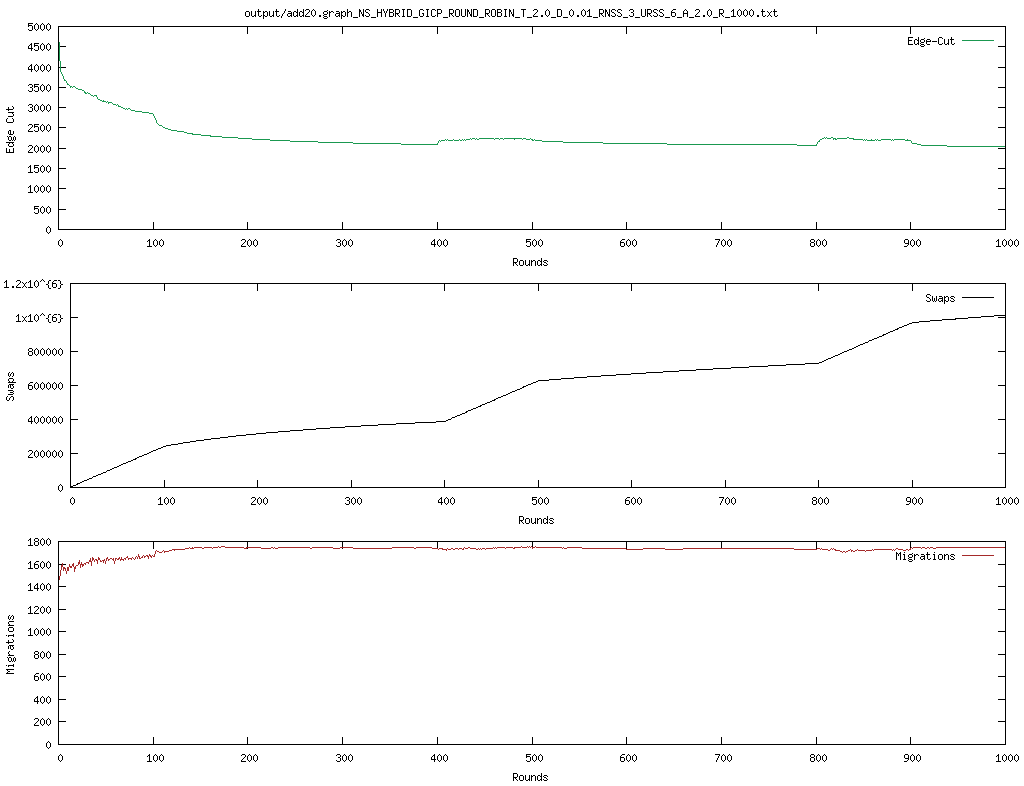 output/add20.graph_NS_HYBRID_GICP_ROUND_ROBIN_T_2.0_D_0.01_RNSS_3_URSS_6_A_2.0_R_1000.txt
5000
4500
4000
3500
3000
2500
2000
1500
1000
500
0
Edge Cut
Edge-Cut
0 100 200 300 400 500 600 700 800 900 1000
Rounds
1.2x10^{6}
1x10^{6}
800000
600000
400000
200000
0
Swaps
Swaps
0 100 200 300 400 500 600 700 800 900 1000
Rounds
1800
1600
1400
1200
1000
800
600
400
200
0
Migrations
Migrations
0 100 200 300 400 500 600 700 800 900 1000
Rounds